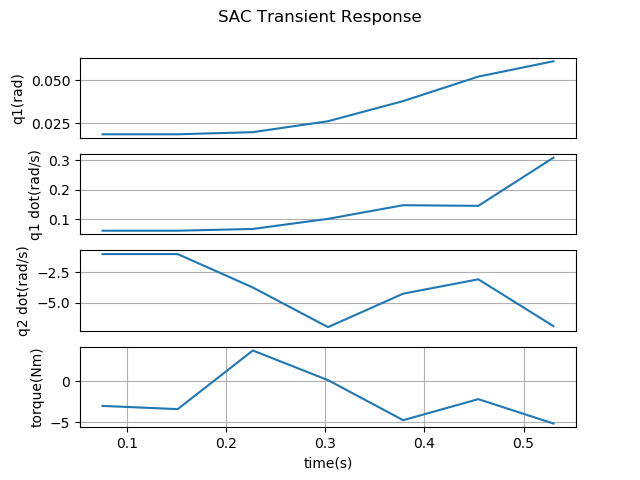 SAC Transient Response
q1(rad)
0.050
0.025
q1 dot(rad/s)
0.3
0.2
0.1
q2 dot(rad/s)
−2.5
−5.0
torque(Nm)
0
−5
0.1 0.2 0.3 0.4 0.5
time(s)